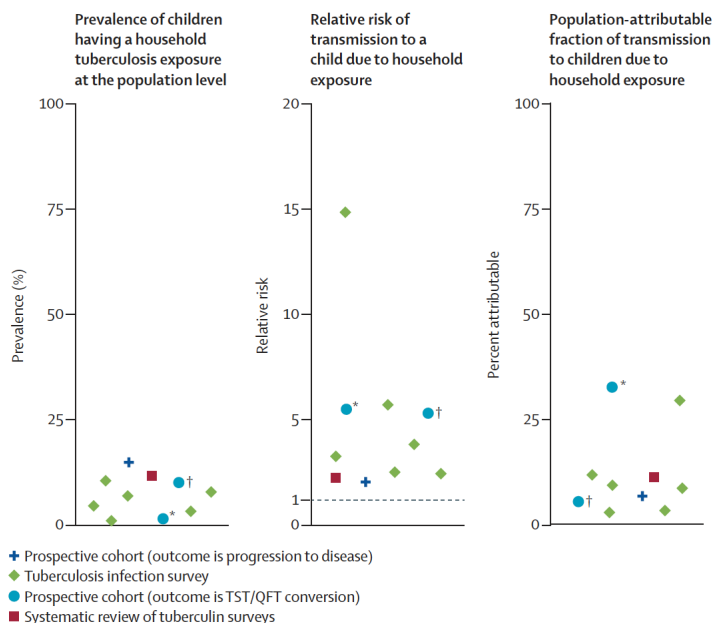 Prevalence of children
having a household
tuberculosis exposure
at the population level
100
75
50
25
0
Prevalence (%)
*
†
Relative risk of
transmission to a
child due to household
exposure
20
15
10
5
1
0
Relative risk
*
†
Population-attributable
fraction of transmission
to children due to
household exposure
100
75
50
25
0
Percent attributable
*
†
Prospective cohort (outcome is progression to disease)
Tuberculosis infection survey
Prospective cohort (outcome is TST/QFT conversion)
Systematic review of tuberculin surveys